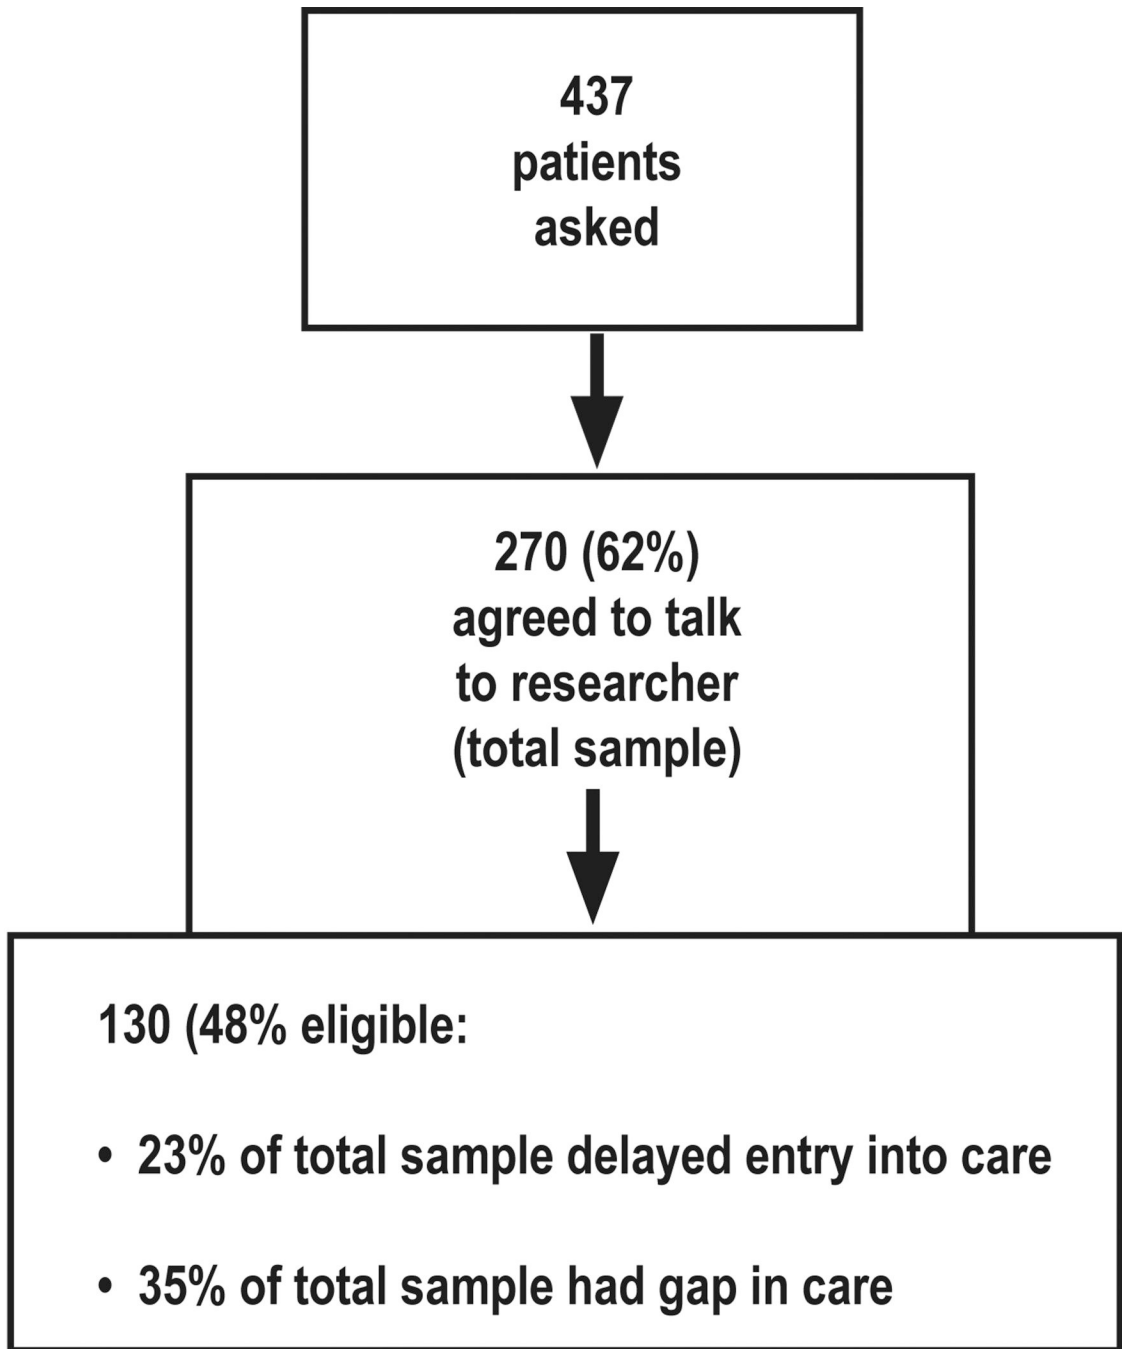 437
patients
asked
270 (62%)
agreed to talk
to researcher
(total sample)
130 (48% eligible:
• 23% of total sample delayed entry into care
• 35% of total sample had gap in care